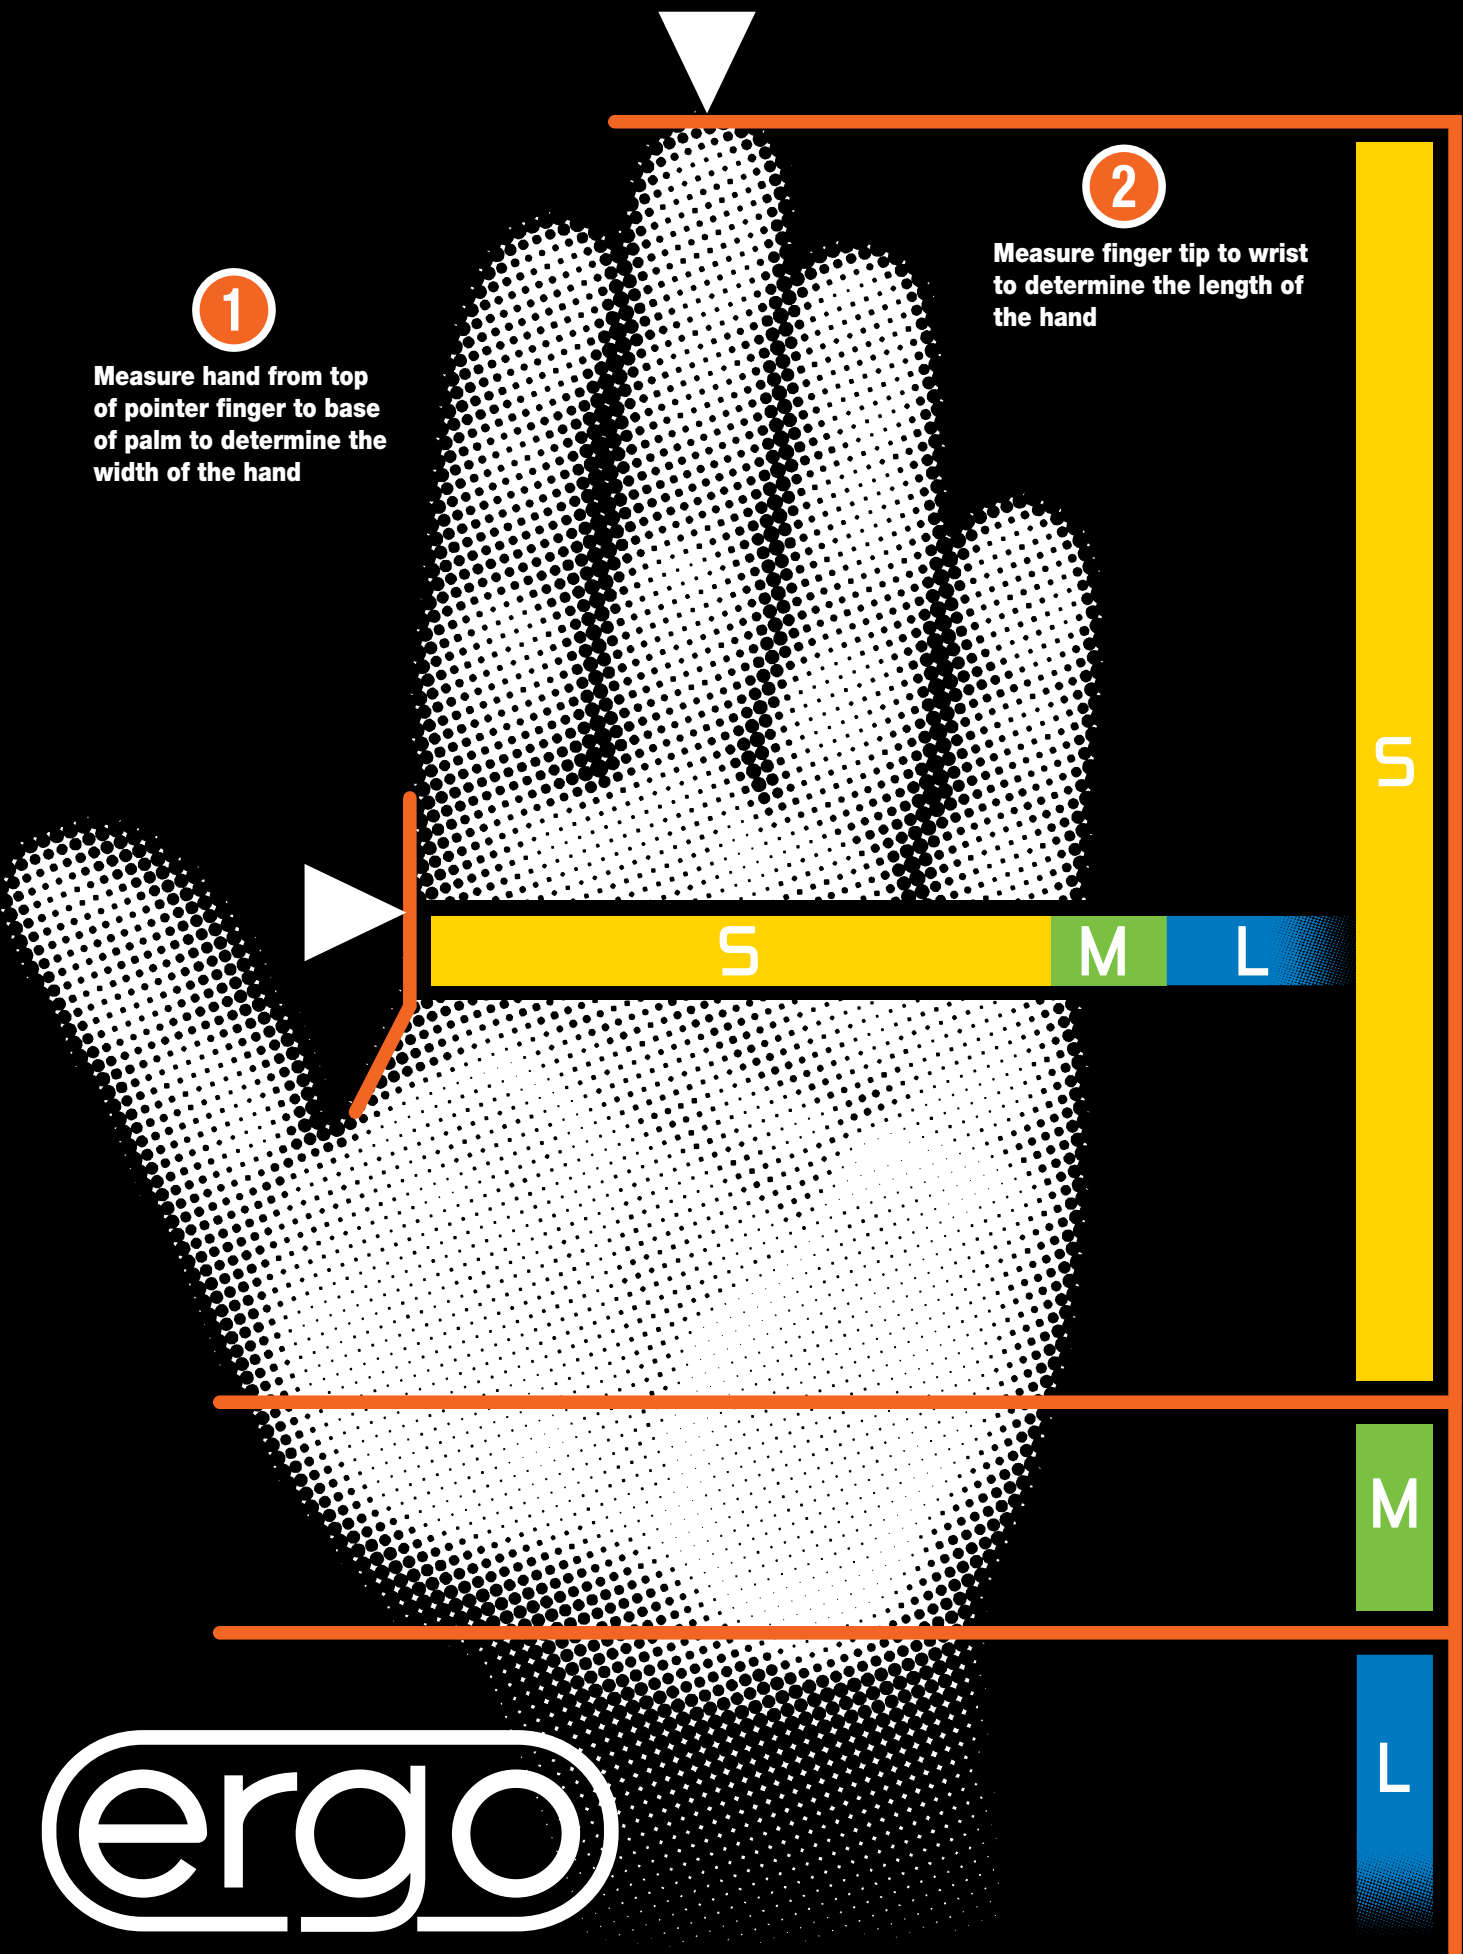 2
Measure finger tip to wrist
to determine the length of
the hand
1
Measure hand from top
of pointer finger to base
of palm to determine the
width of the hand
S
S M L
M
L
ergo